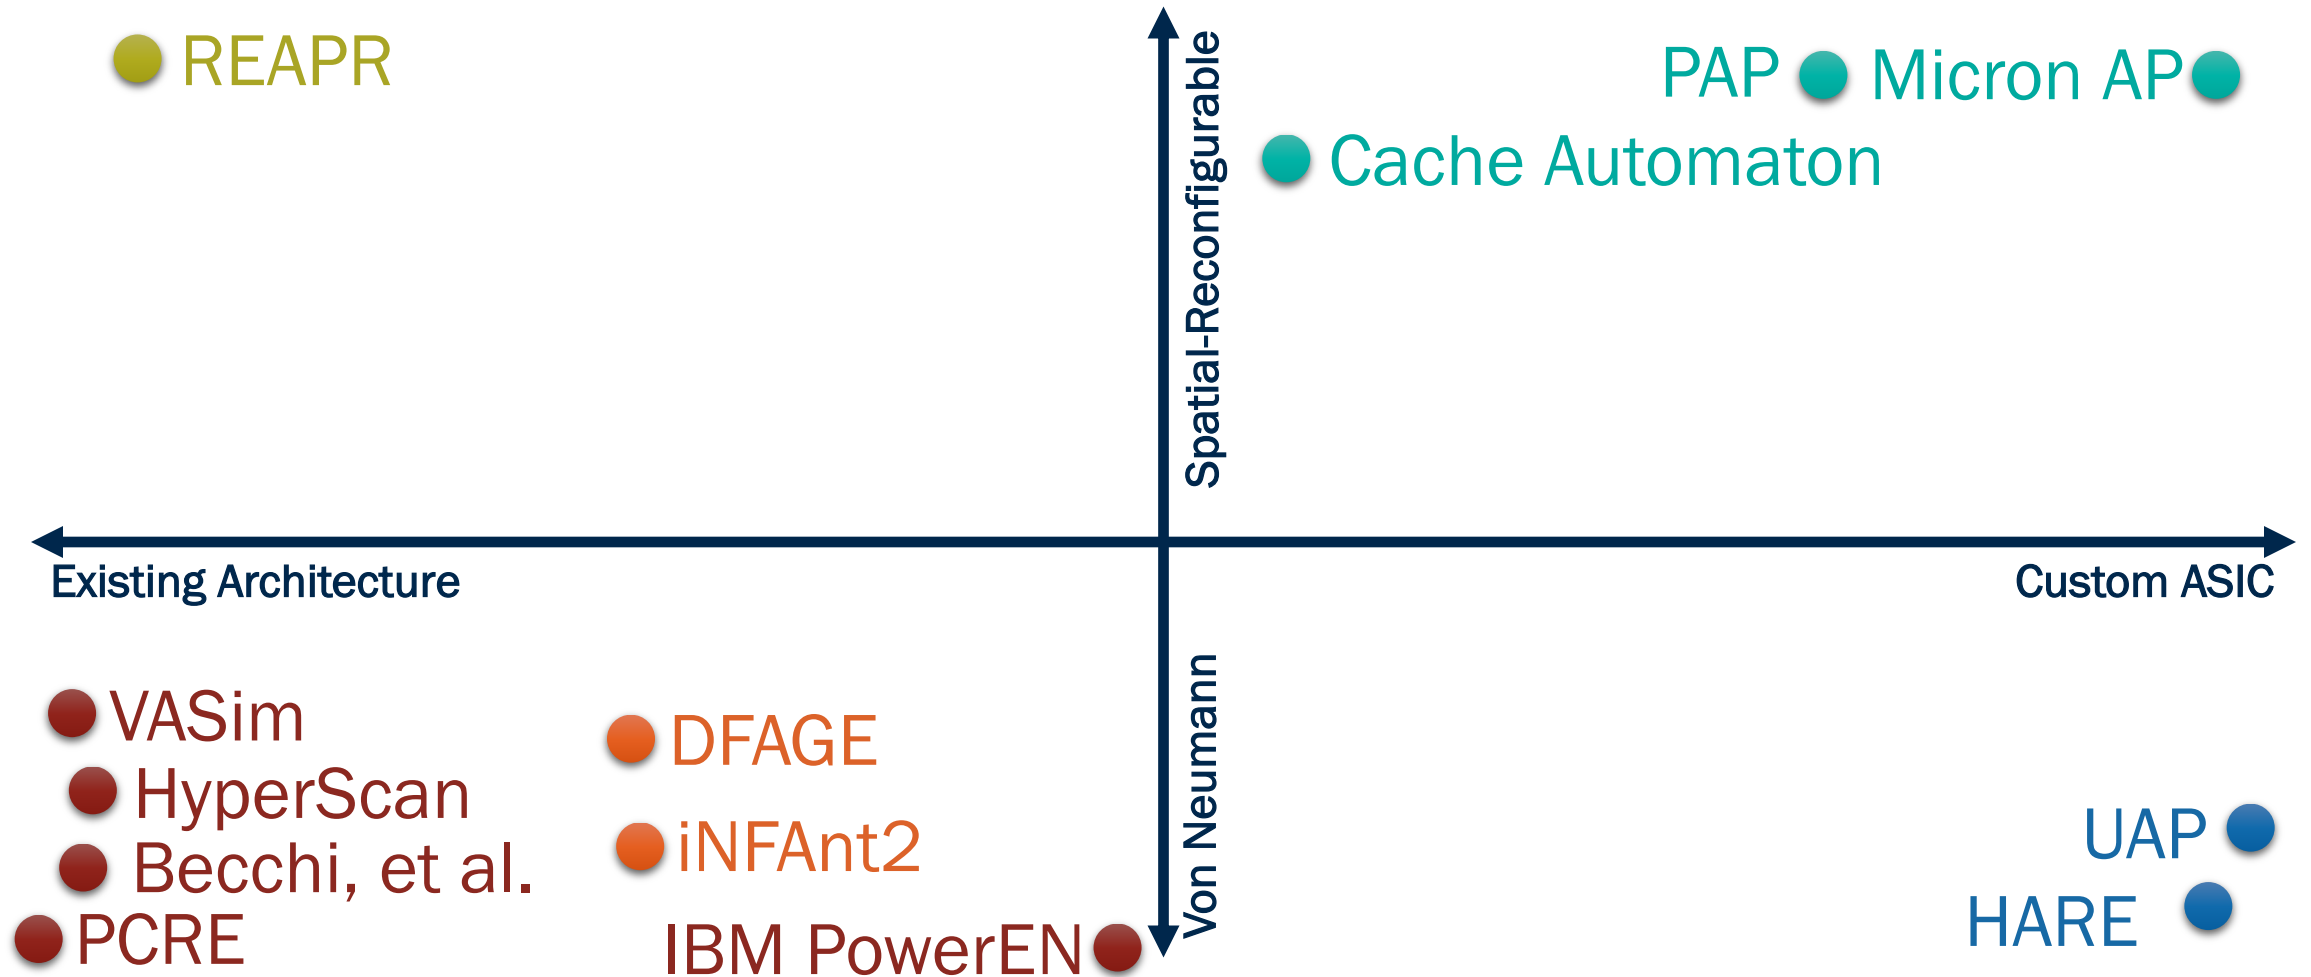 REAPR
PAP
Micron AP
Cache Automaton
Spatial-Reconfigurable
Existing Architecture
Custom ASIC
Von Neumann
VASim
HyperScan
Becchi, et al.
PCRE
DFAGE
iNFAnt2
IBM PowerEN
UAP
HARE